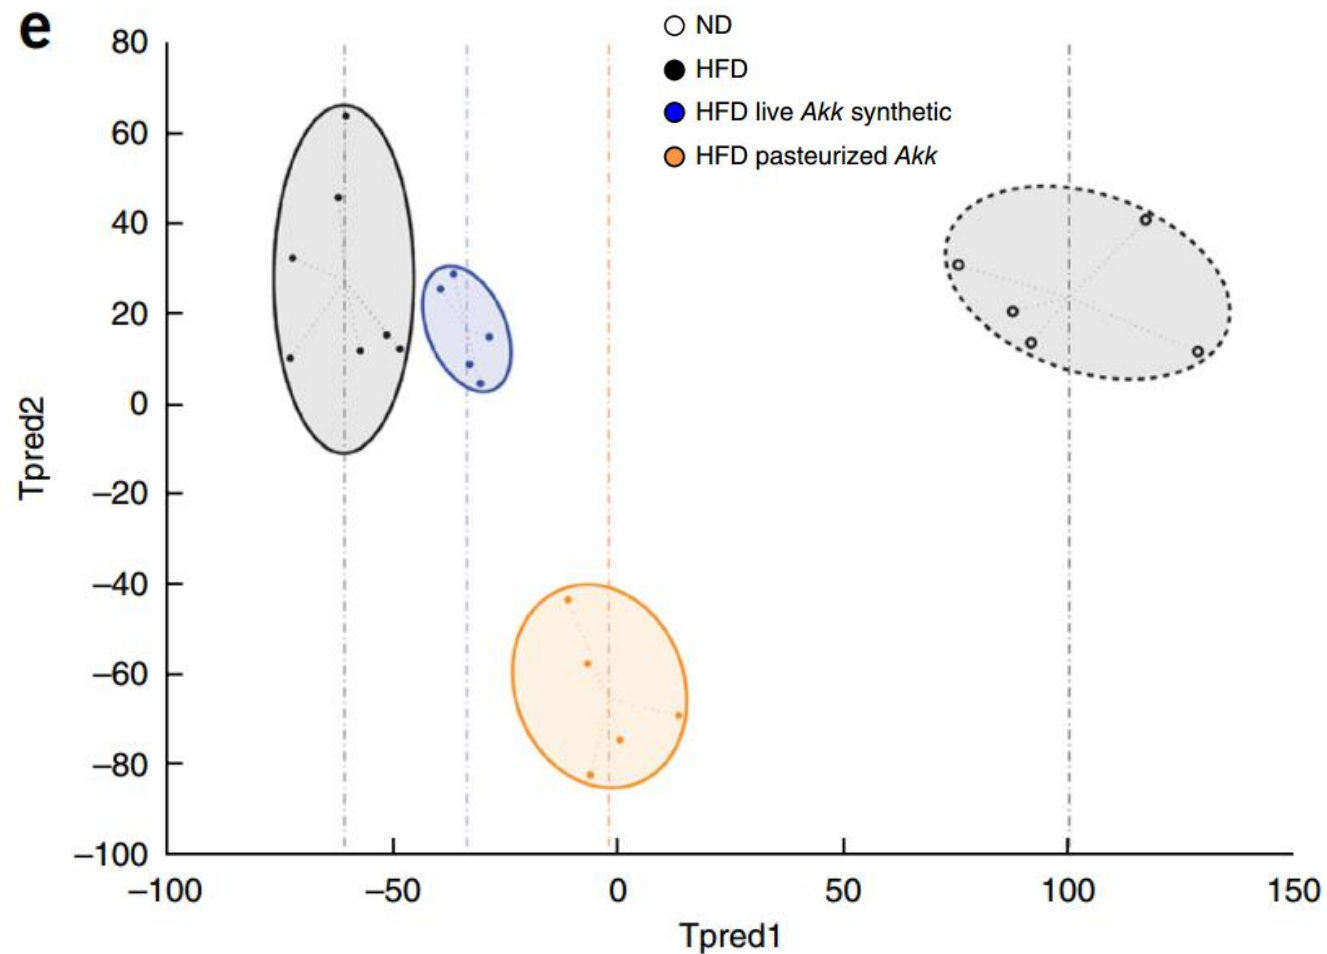 e
ND
HFD
HFD live Akk synthetic
HFD pasteurized Akk
80
60
40
20
0
–20
–40
–60
–80
–100
Tpred2
–100 –50 0 50 100 150
Tpred1